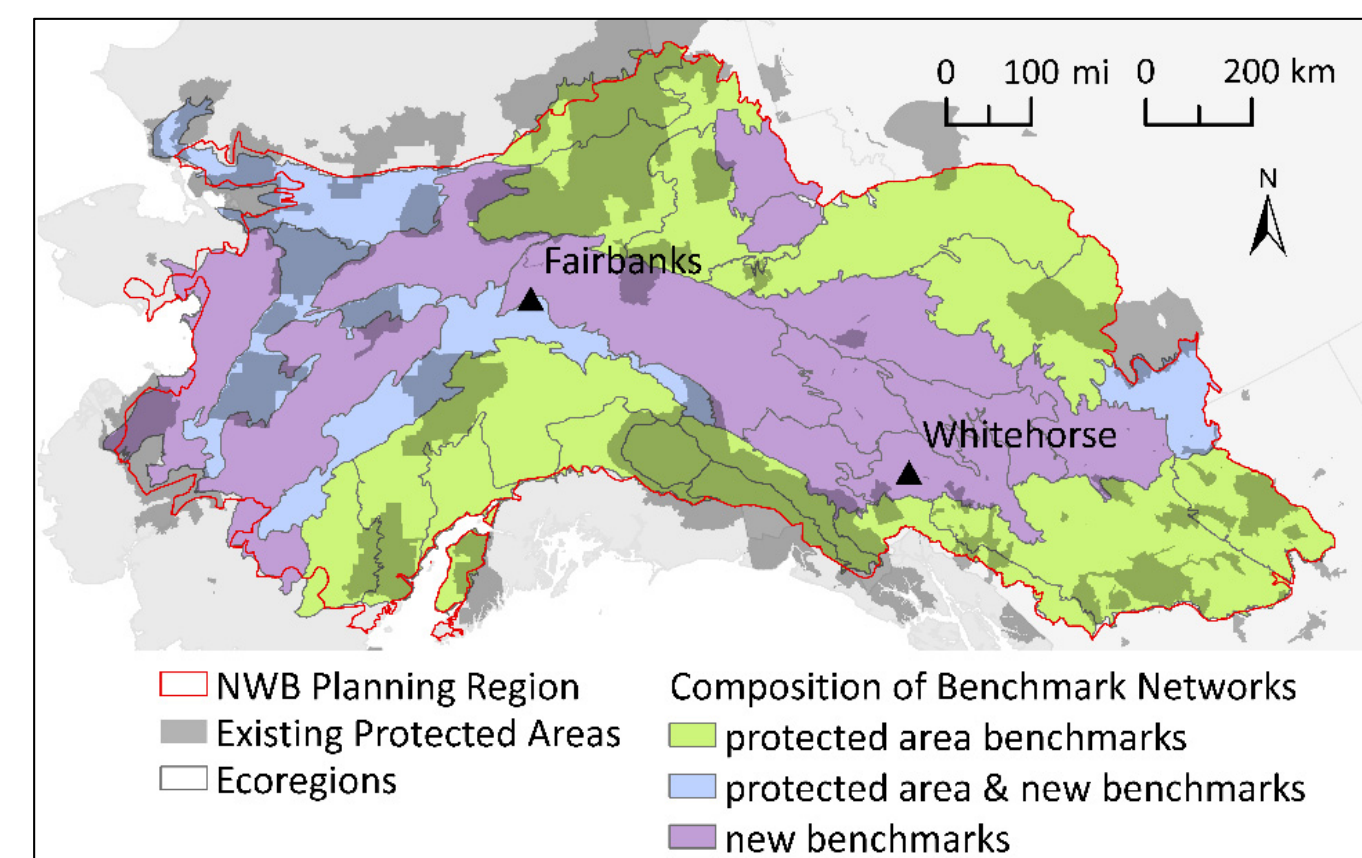 0 100 mi 0 200 km
N
Fairbanks
Whitehorse
NWB Planning Region
Existing Protected Areas
Ecoregions
Composition of Benchmark Networks
protected area benchmarks
protected area & new benchmarks
new benchmarks